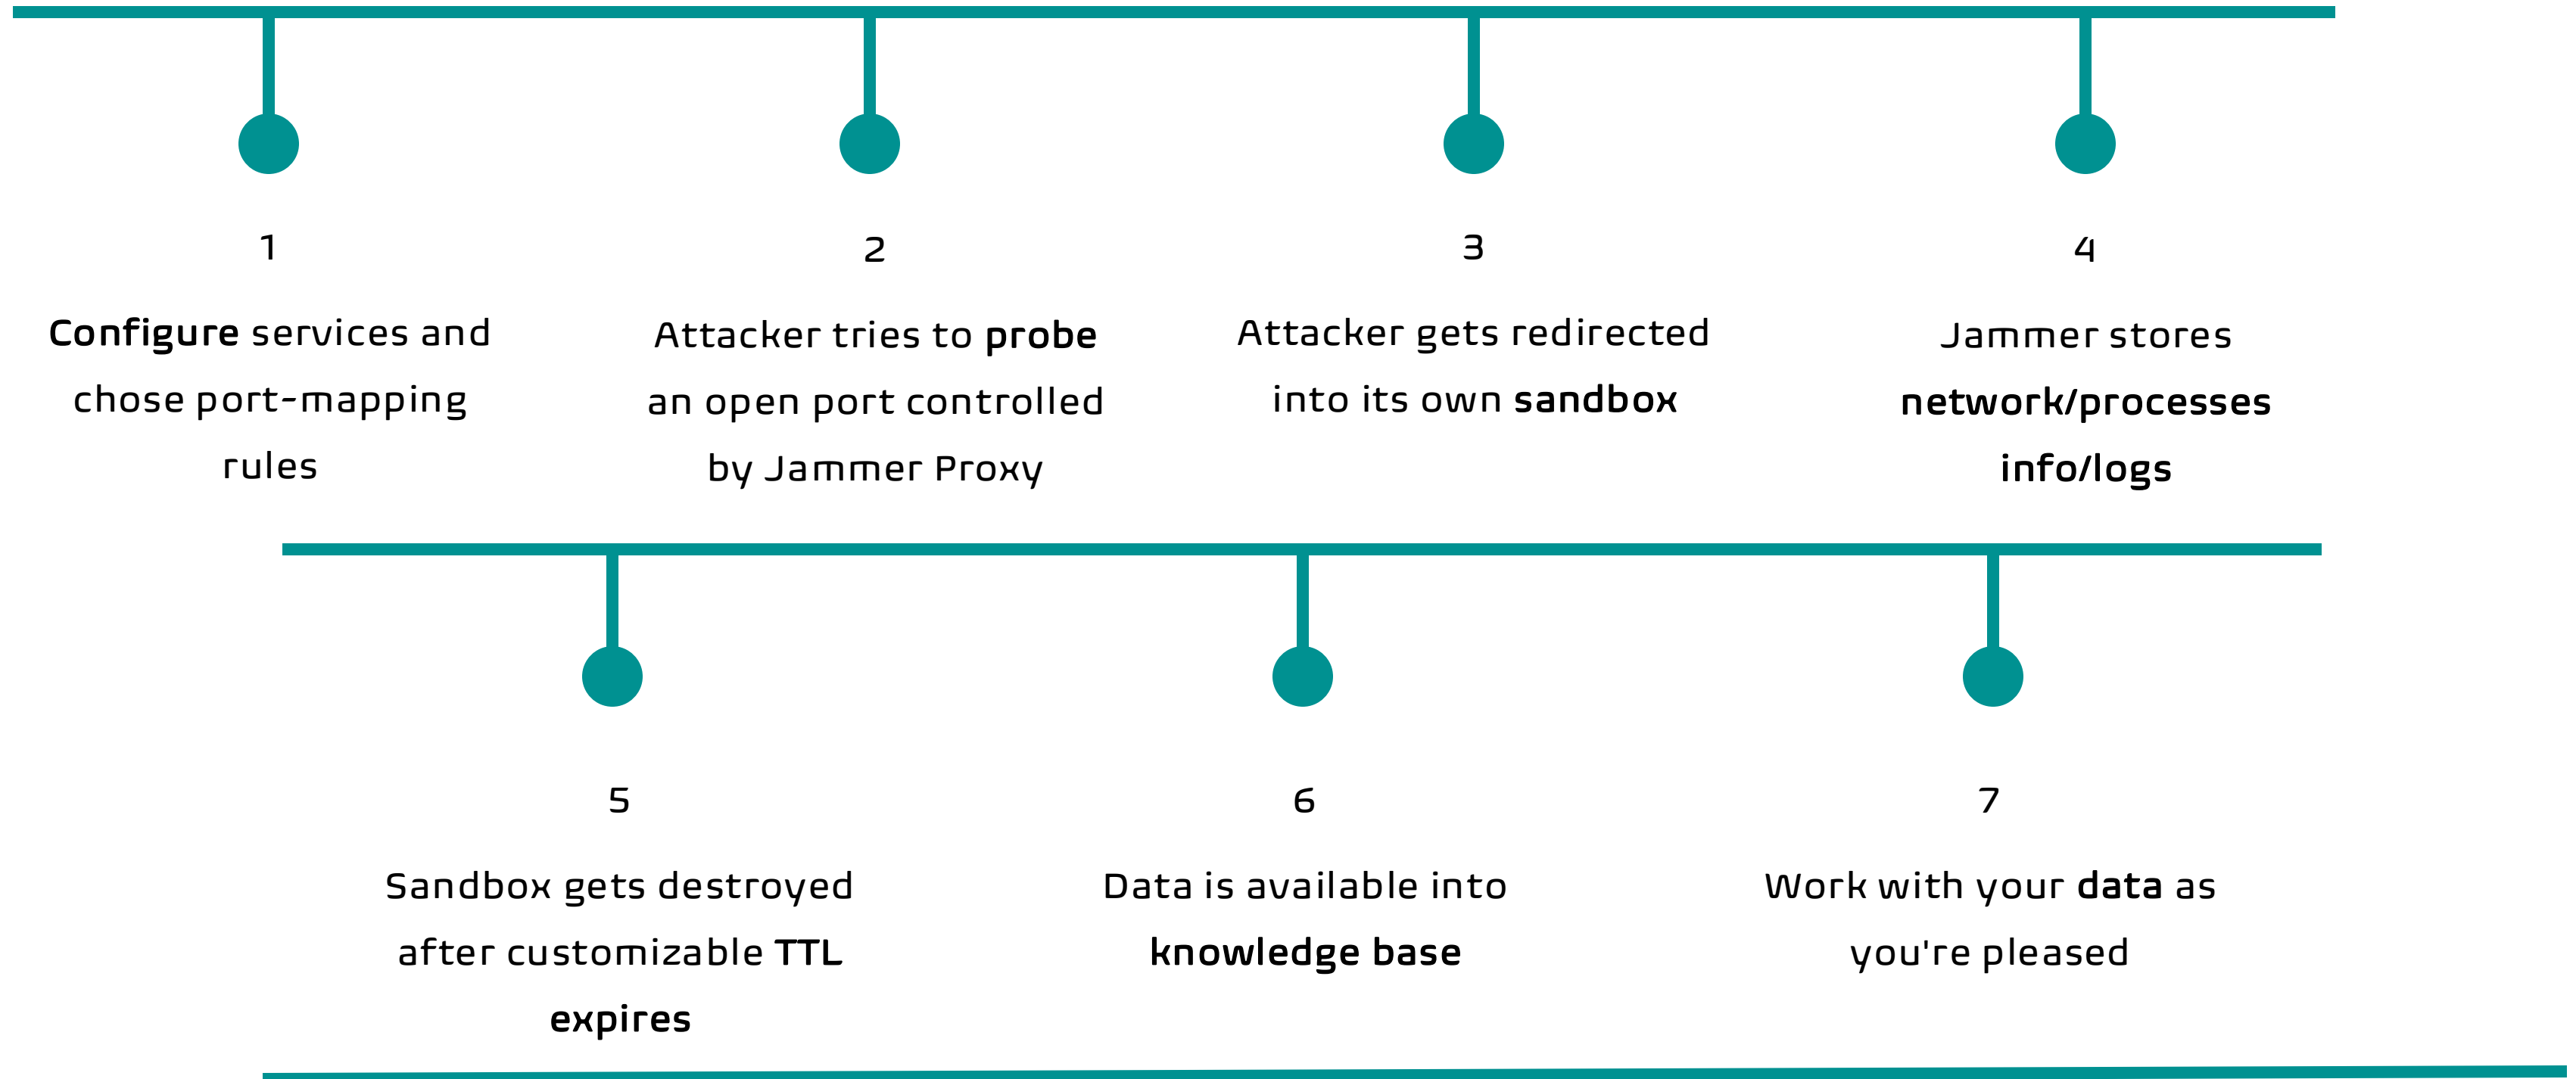 1
Configure services and
chose port-mapping
rules
2
Attacker tries to probe
an open port controlled
by Jammer Proxy
3
Attacker gets redirected
into its own sandbox
4
Jammer stores
network/processes
info/logs
5
Sandbox gets destroyed
after customizable TTL
expires
6
Data is available into
knowledge base
7
Work with your data as
you're pleased